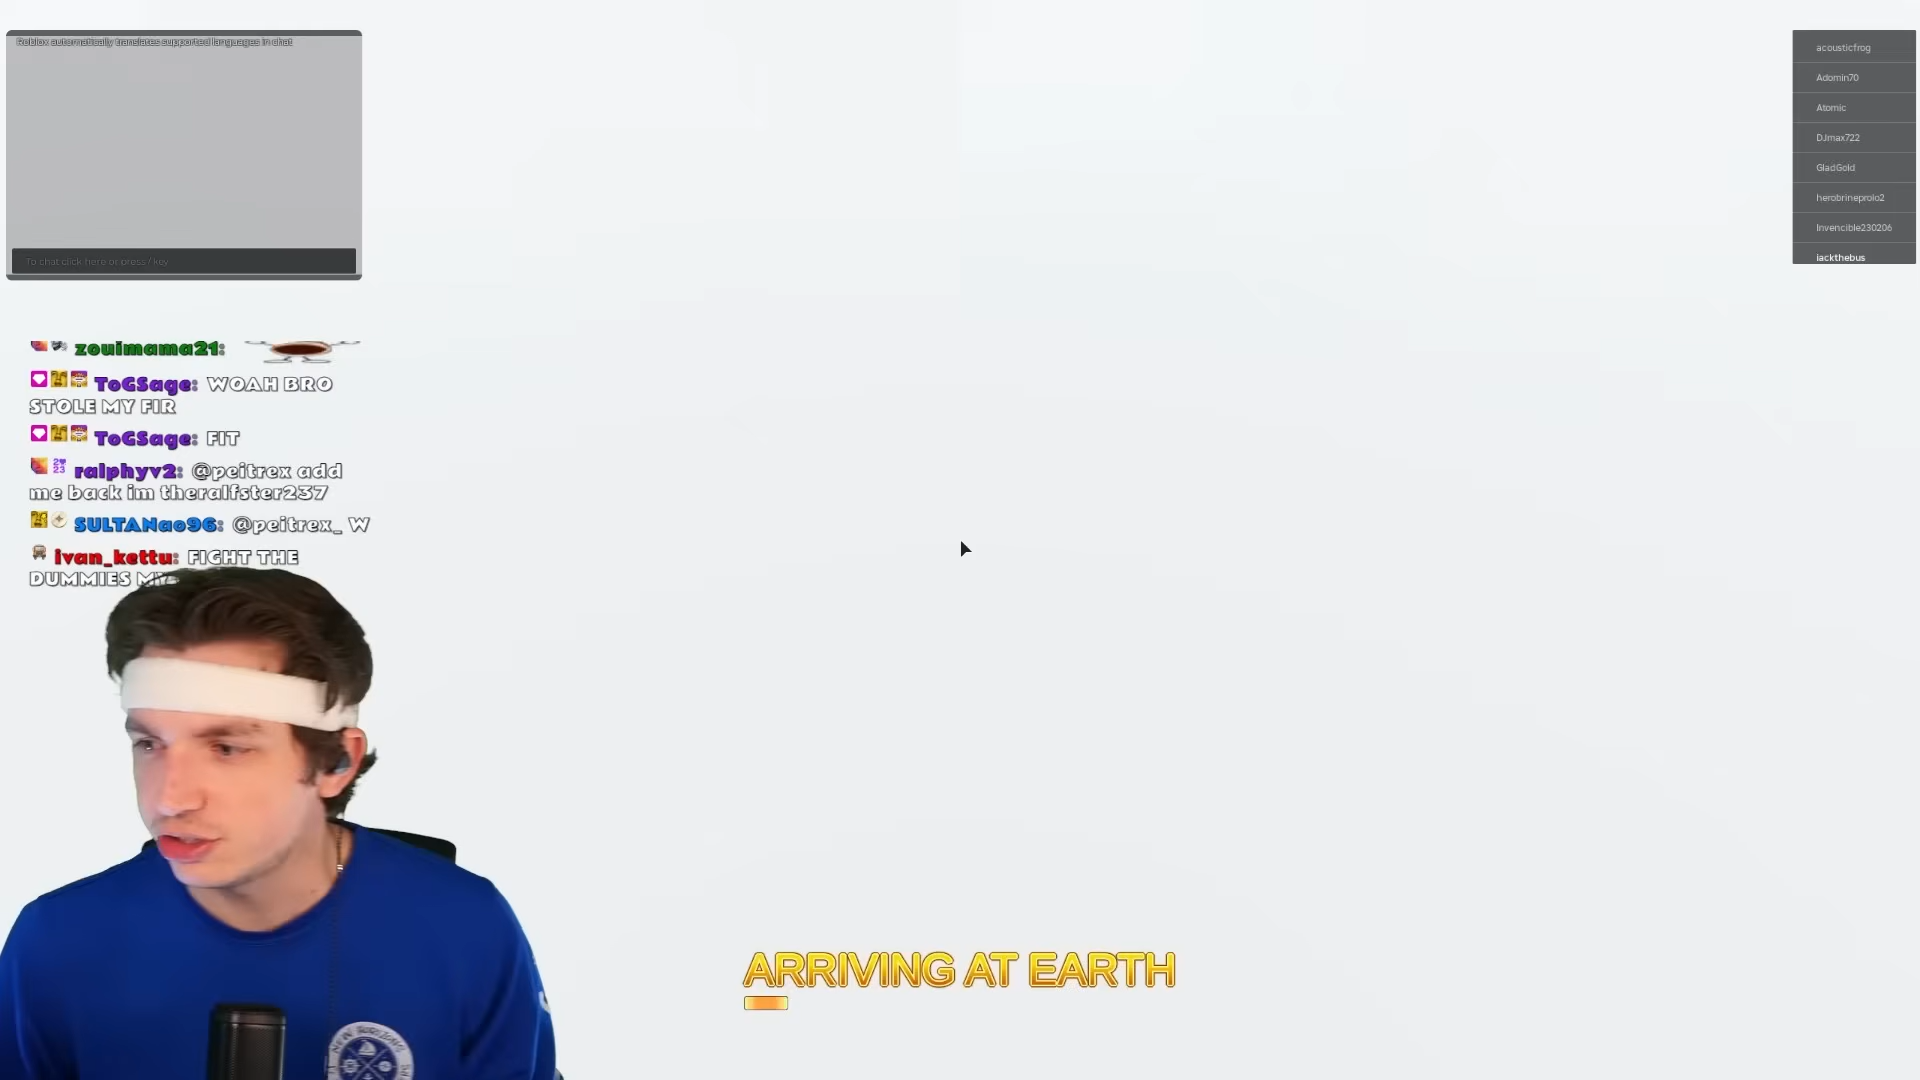 Roblox automatically translates supported languages in chat
To chat click here or press / key
acousticfrog
Adomin70
Atomic
DJmax722
GladGold
herobrineprolo2
Invencible230206
iackthebus
zouimama21:
ToGSage: WOAH BRO
STOLE MY FIR
ToGSage: FIT
ralphyv2: @peitrex add
me back im theralfster237
SULTANao96: @peitrex_ W
ivan_kettu: FIGHT THE
DUMMIES MY
ARRIVING AT EARTH